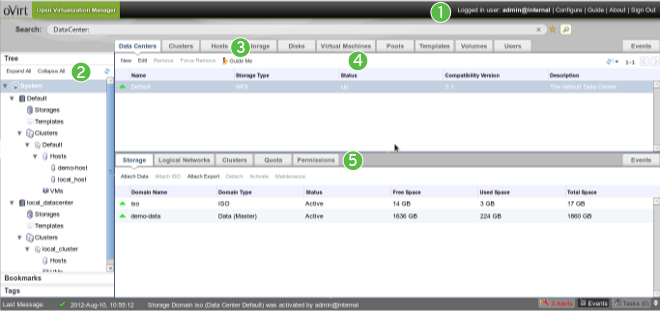 oVirt Open Virtualization Manager
1 Logged in user: admin@internal | Configure | Guide | About | Sign Out
Search: DataCenter:
Data Centers Clusters Hosts 3 Storage Disks Virtual Machines Pools Templates Volumes Users Events
Tree
Expand All Collapse All 2
New Edit Remove Force Remove Guide Me 4 1-1
Name Storage Type Status Compatibility Version Description
Default NFS Up 3.1 The default Data Center
System
Default
Storages
Templates
Clusters
Default
Hosts
demo-host
local_host
VMs
local_datacenter
Storages
Templates
Clusters
local_cluster
Hosts
VMs
Bookmarks
Tags
Storage Logical Networks Clusters Quota Permissions 5 Events
Attach Data Attach ISO Attach Export Detach Activate Maintenance
Domain Name Domain Type Status Free Space Used Space Total Space
iso ISO Active 14 GB 3 GB 17 GB
demo-data Data (Master) Active 1636 GB 224 GB 1860 GB
Last Message: 2012-Aug-10, 10:55:12 Storage Domain iso (Data Center Default) was activated by admin@internal
Alerts Events Tasks (0)